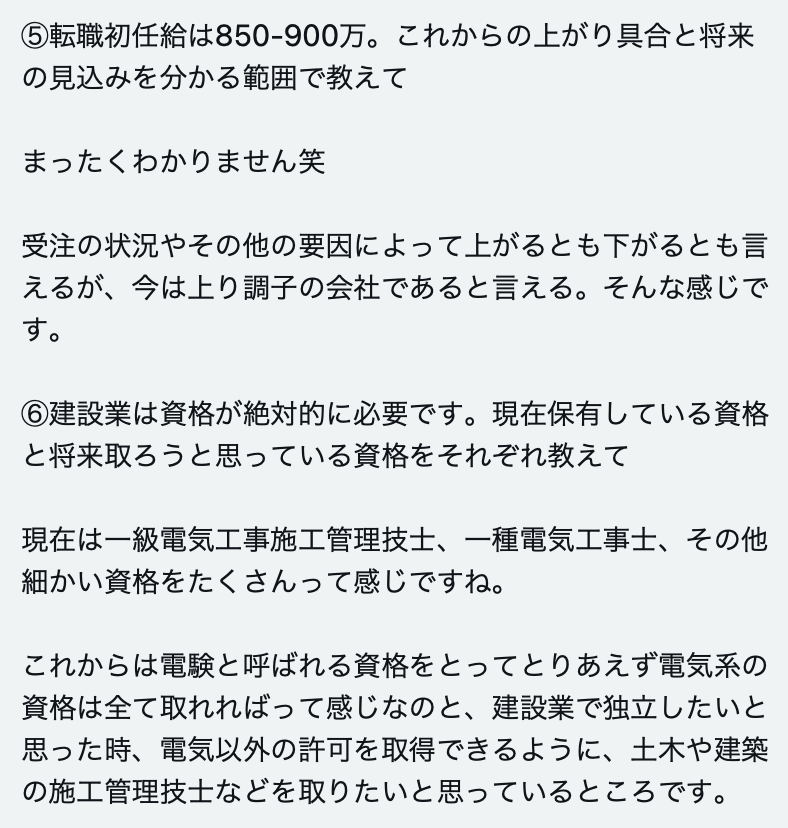 ⑤転職初任給は850-900万。これからの上がり具合と将来
の見込みを分かる範囲で教えて
まったくわかりません笑
受注の状況やその他の要因によって上がるとも下がるとも言
えるが、今は上り調子の会社であると言える。そんな感じで
す。
⑥建設業は資格が絶対的に必要です。現在保有している資格
と将来取ろうと思っている資格をそれぞれ教えて
現在は一級電気工事施工管理技士、一種電気工事士、その他
細かい資格をたくさんって感じですね。
これからは電験と呼ばれる資格をとってとりあえず電気系の
資格は全て取れればって感じなのと、建設業で独立したいと
思った時、電気以外の許可を取得できるように、土木や建築
の施工管理技士などを取りたいと思っているところです。